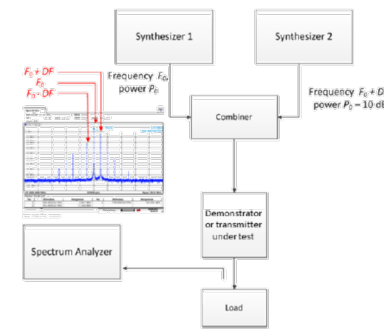 Synthesizer 1
Synthesizer 2
F₀ + DF
F₀
F₀ - DF
Frequency F₀,
power P₀
Frequency F₀ + D
power P₀ – 10 dB
Combiner
Demonstrator
or transmitter
under test
Spectrum Analyzer
Load